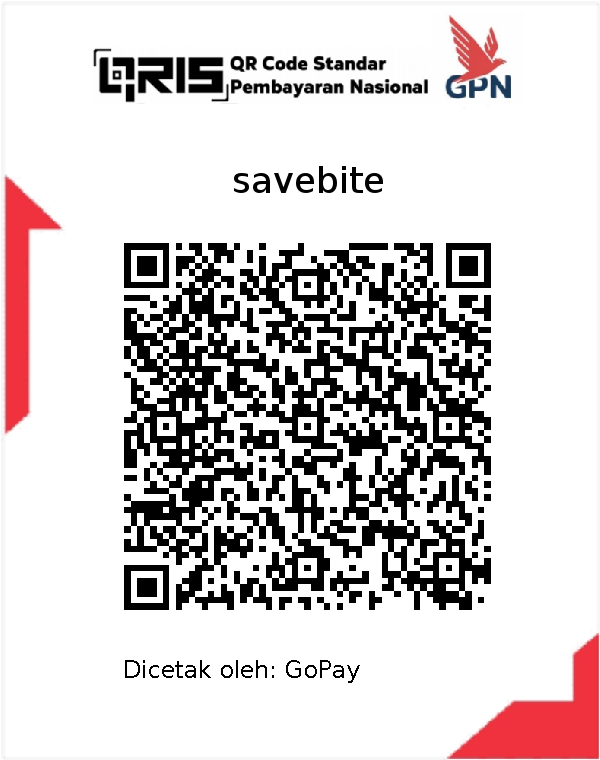 QRIS QR Code Standar
Pembayaran Nasional
GPN
savebite
Dicetak oleh: GoPay